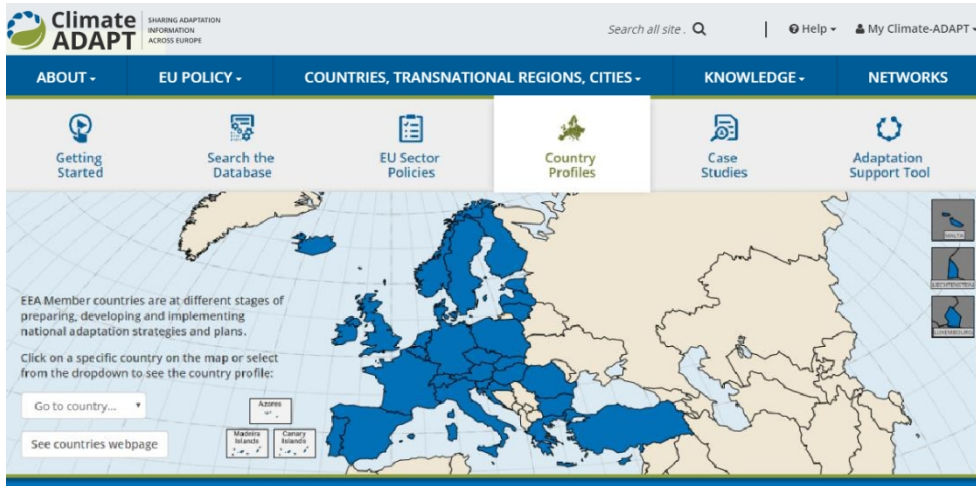 Climate
ADAPT
SHARING ADAPTATION
INFORMATION
ACROSS EUROPE
Search all site .
Help
My Climate-ADAPT
ABOUT
EU POLICY
COUNTRIES, TRANSNATIONAL REGIONS, CITIES
KNOWLEDGE
NETWORKS
Getting
Started
Search the
Database
EU Sector
Policies
Country
Profiles
Case
Studies
Adaptation
Support Tool
MALTA
LIECHTENSTEIN
LUXEMBOURG
EEA Member countries are at different stages of
preparing, developing and implementing
national adaptation strategies and plans.
Click on a specific country on the map or select
from the dropdown to see the country profile:
Go to country...
See countries webpage
Azores
Madeira
Islands
Canary
Islands